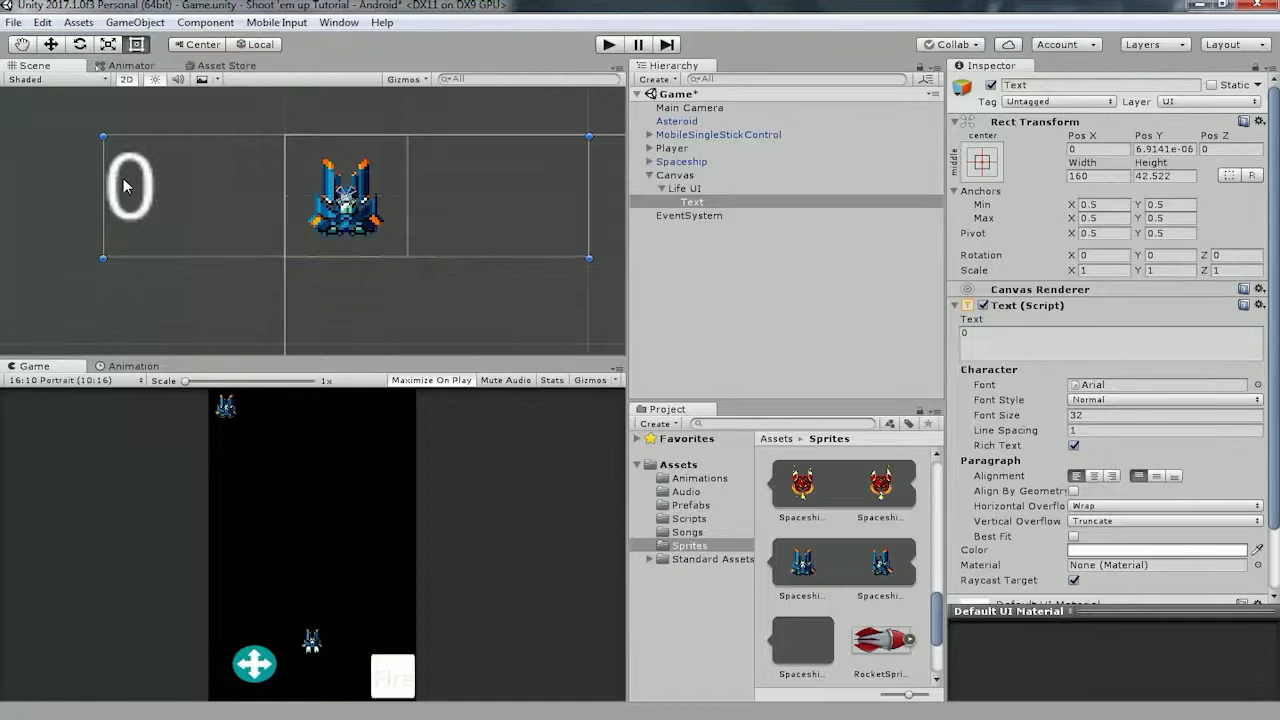 Unity 2017.1.0f3 Personal (64bit) - Game.unity - Shoot 'em up Tutorial - Android* <DX11 on DX9 GPU>
File Edit Assets GameObject Component Mobile Input Window Help
Center Local Collab Account Layers Layout
Scene Animator Asset Store
Shaded 2D Gizmos All
0
Hierarchy
Create All
Game*
Main Camera
Asteroid
MobileSingleStickControl
Player
Spaceship
Canvas
Life UI
Text
EventSystem
Game Animation
16:10 Portrait (10:16) Scale 1x Maximize On Play Mute Audio Stats Gizmos
Fire
Project
Create
Favorites
Assets
Animations
Audio
Prefabs
Scripts
Songs
Sprites
Standard Assets
Assets Sprites
Spaceshi... Spaceshi...
Spaceshi... Spaceshi...
Spaceshi... RocketSpri...
Inspector
Text Static
Tag Untagged Layer UI
Rect Transform
center
middle
Pos X Pos Y Pos Z
0 6.9141e-06 0
Width Height
160 42.522
R
Anchors
Min X 0.5 Y 0.5
Max X 0.5 Y 0.5
Pivot X 0.5 Y 0.5
Rotation X 0 Y 0 Z 0
Scale X 1 Y 1 Z 1
Canvas Renderer
Text (Script)
Text
0
Character
Font Arial
Font Style Normal
Font Size 32
Line Spacing 1
Rich Text
Paragraph
Alignment
Align By Geometry
Horizontal Overflo Wrap
Vertical Overflow Truncate
Best Fit
Color
Material None (Material)
Raycast Target
Default UI Material